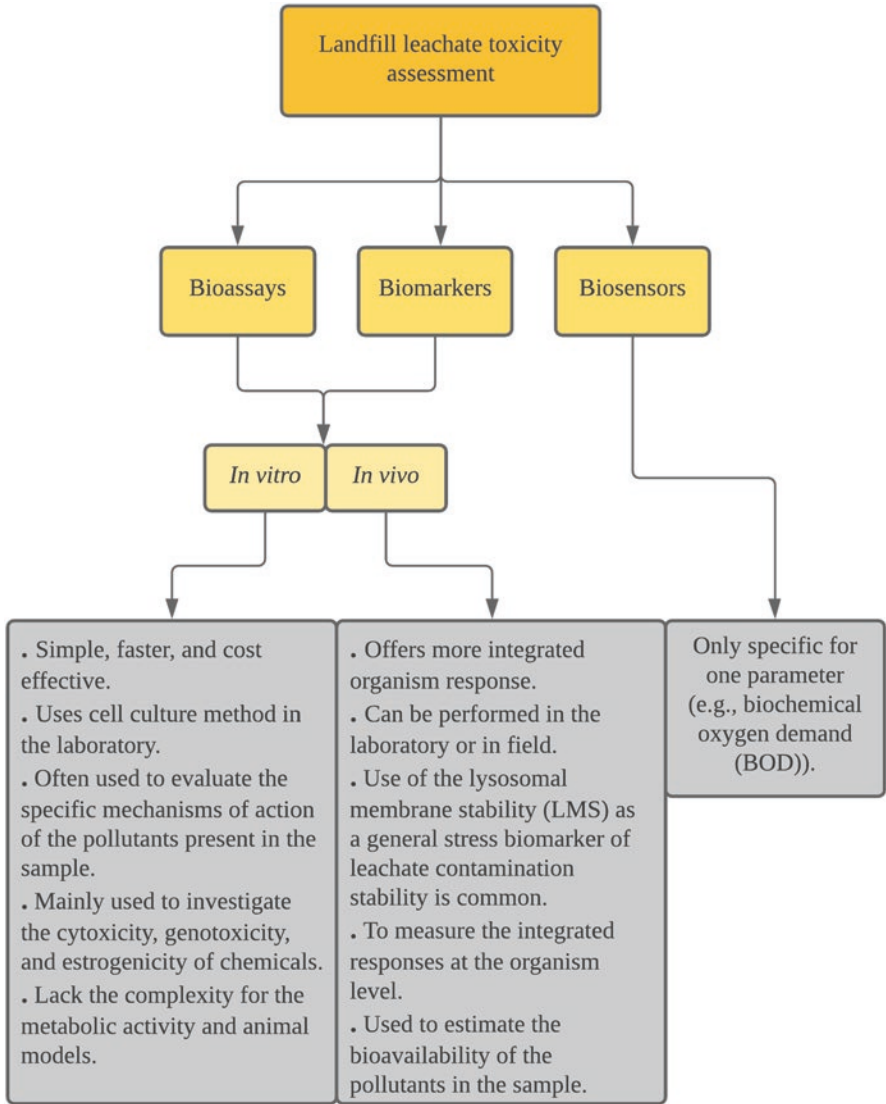 Landfill leachate toxicity
assessment
Bioassays
Biomarkers
Biosensors
In vitro
In vivo
. Simple, faster, and cost
effective.
. Uses cell culture method in
the laboratory.
. Often used to evaluate the
specific mechanisms of action
of the pollutants present in the
sample.
. Mainly used to investigate
the cytoxicity, genotoxicity,
and estrogenicity of chemicals.
. Lack the complexity for the
metabolic activity and animal
models.
. Offers more integrated
organism response.
. Can be performed in the
laboratory or in field.
. Use of the lysosomal
membrane stability (LMS) as
a general stress biomarker of
leachate contamination
stability is common.
. To measure the integrated
responses at the organism
level.
. Used to estimate the
bioavailability of the
pollutants in the sample.
Only specific for
one parameter
(e.g., biochemical
oxygen demand
(BOD)).